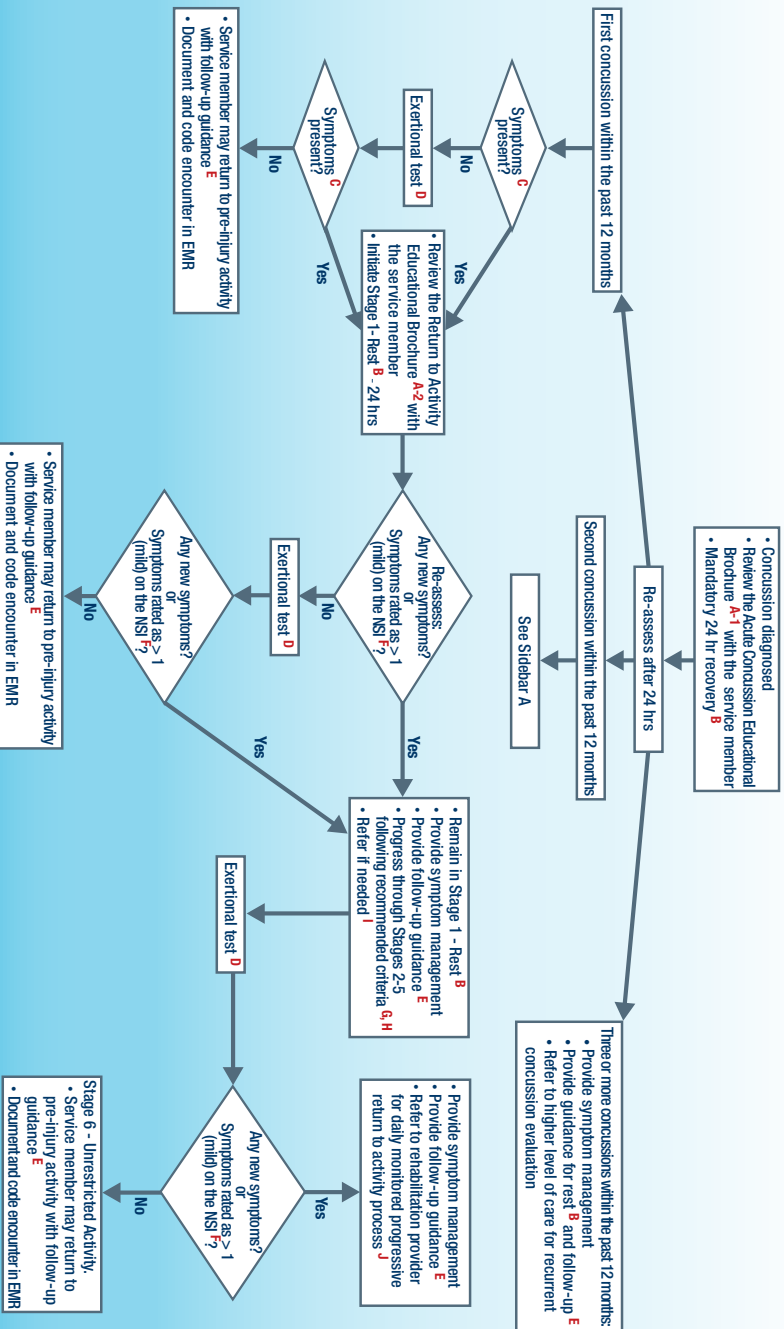 • Concussion diagnosed
• Review the Acute Concussion Educational
Brochure A-1 with the service member
• Mandatory 24 hr recovery B
Re-assess after 24 hrs
First concussion within the past 12 months
Second concussion within the past 12 months
See Sidebar A
Three or more concussions within the past 12 months:
• Provide symptom management
• Provide guidance for rest B and follow-up E
• Refer to higher level of care for recurrent
concussion evaluation
Symptoms C
present?
No
Yes
Exertional test D
Symptoms C
present?
Yes
No
• Service member may return to pre-injury activity
with follow-up guidance E
• Document and code encounter in EMR
• Review the Return to Activity
Educational Brochure A-2 with
the service member
• Initiate Stage 1- Rest B - 24 hrs
Re-assess:
Any new symptoms?
or
Symptoms rated as > 1
(mild) on the NSI F?
Yes
No
Exertional test D
Any new symptoms?
or
Symptoms rated as > 1
(mild) on the NSI F?
Yes
No
• Service member may return to pre-injury activity
with follow-up guidance E
• Document and code encounter in EMR
• Remain in Stage 1 - Rest B
• Provide symptom management
• Provide follow-up guidance E
• Progress through Stages 2-5
following recommended criteria G, H
• Refer if needed I
Exertional test D
Any new symptoms?
or
Symptoms rated as > 1
(mild) on the NSI F?
Yes
No
• Provide symptom management
• Provide follow-up guidance E
• Refer to rehabilitation provider
for daily monitored progressive
return to activity process J
Stage 6 - Unrestricted Activity.
• Service member may return to
pre-injury activity with follow-up
guidance E
• Document and code encounter in EMR